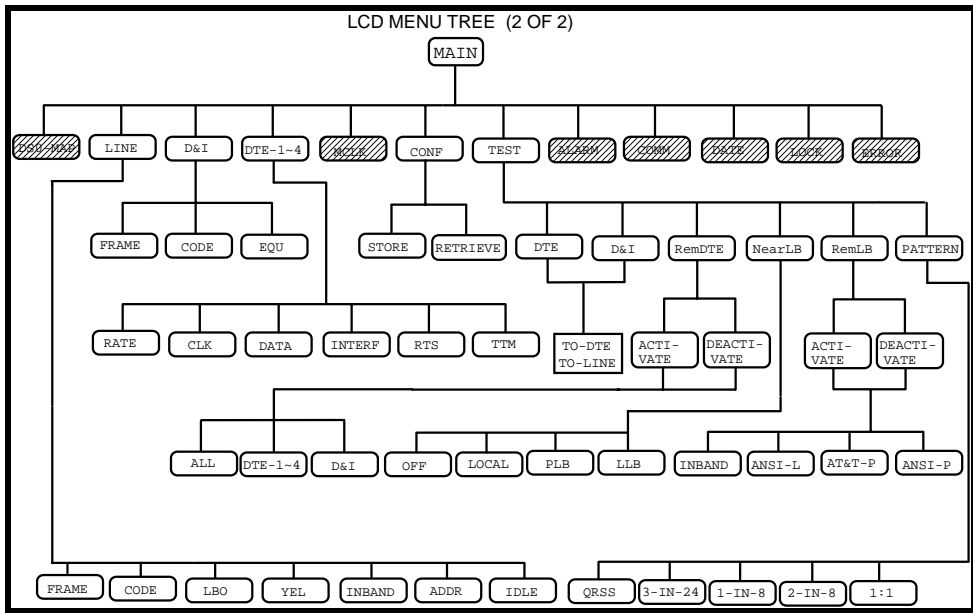 LCD MENU TREE (2 OF 2)
MAIN
DS0-MAP LINE D&I DTE-1~4 MCLK CONF TEST ALARM COMM DATE LOCK ERROR
FRAME CODE EQU STORE RETRIEVE DTE D&I RemDTE NearLB RemLB PATTERN
RATE CLK DATA INTERF RTS TTM
TO-DTE
TO-LINE
ACTI-
VATE
DEACTI-
VATE
ACTI-
VATE
DEACTI-
VATE
ALL DTE-1~4 D&I OFF LOCAL PLB LLB INBAND ANSI-L AT&T-P ANSI-P
FRAME CODE LBO YEL INBAND ADDR IDLE QRSS 3-IN-24 1-IN-8 2-IN-8 1:1